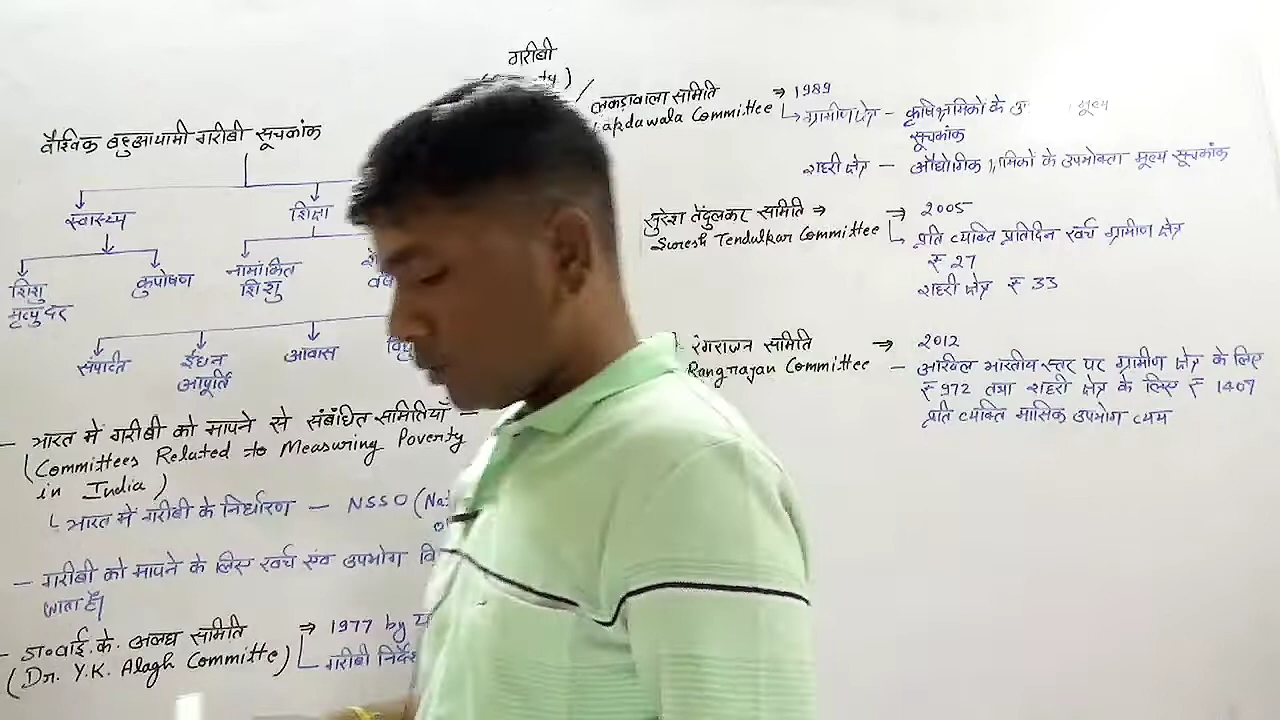 गरीबी
वैश्विक बहुआयामी गरीबी सूचकांक
स्वास्थ्य
शिक्षा
शिशु
मृत्यु दर
कुपोषण
नामांकित
शिशु
संपत्ति
ईंधन
आपूर्ति
आवास
- भारत में गरीबी को मापने से संबंधित समितियाँ -
(Committees Related to Measuring Poverty
in India)
भारत में गरीबी के निर्धारण - NSSO
- गरीबी को मापने के लिए खर्च एंव उपभोग
जाता है।
- डा० वाई. के. अलघ समिति
(Dr. Y.K. Alagh Committe)
⇒ 1977 by
गरीबी
लकड़ावाला समिति
Lapdawala Committee
⇒ 1989
ग्रामीण क्षेत्र - कृषि श्रमिकों के मूल्य
सूचकांक
शहरी क्षेत्र - औद्योगिक श्रमिकों के उपभोक्ता मूल्य सूचकांक
सुरेश तेंदुलकर समिति ⇒
Suresh Tendulkar Committee
⇒ 2005
प्रति व्यक्ति प्रतिदिन खर्च ग्रामीण क्षेत्र
₹ 27
शहरी क्षेत्र ₹ 33
रंगराजन समिति ⇒
Rangrajan Committee
2012
- अखिल भारतीय स्तर पर ग्रामीण क्षेत्र के लिए
₹ 972 तथा शहरी क्षेत्र के लिए ₹ 1407
प्रति व्यक्ति मासिक उपभोग व्यय